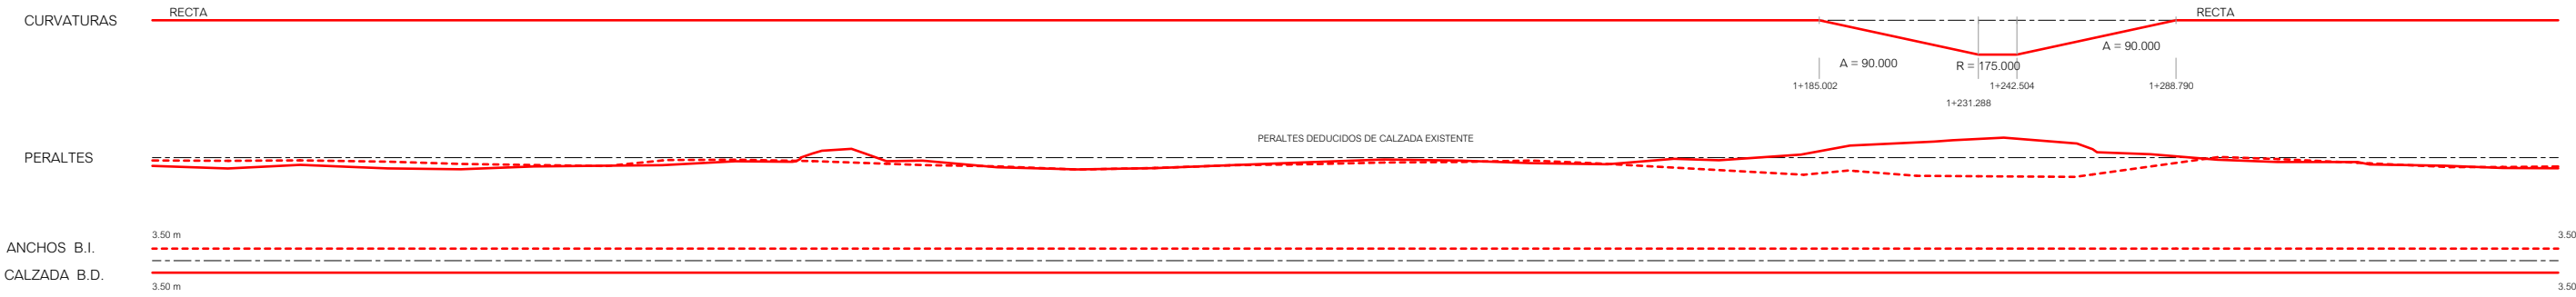 RECTA
RECTA
CURVATURAS
A = 90.000
A = 90.000
R = 175.000
1+185.002
1+242.504
1+288.790
1+231.288
PERALTES DEDUCIDOS DE CALZADA EXISTENTE
PERALTES
3.50 m
3.50
ANCHOS B.I.
CALZADA B.D.
3.50 m
3.50